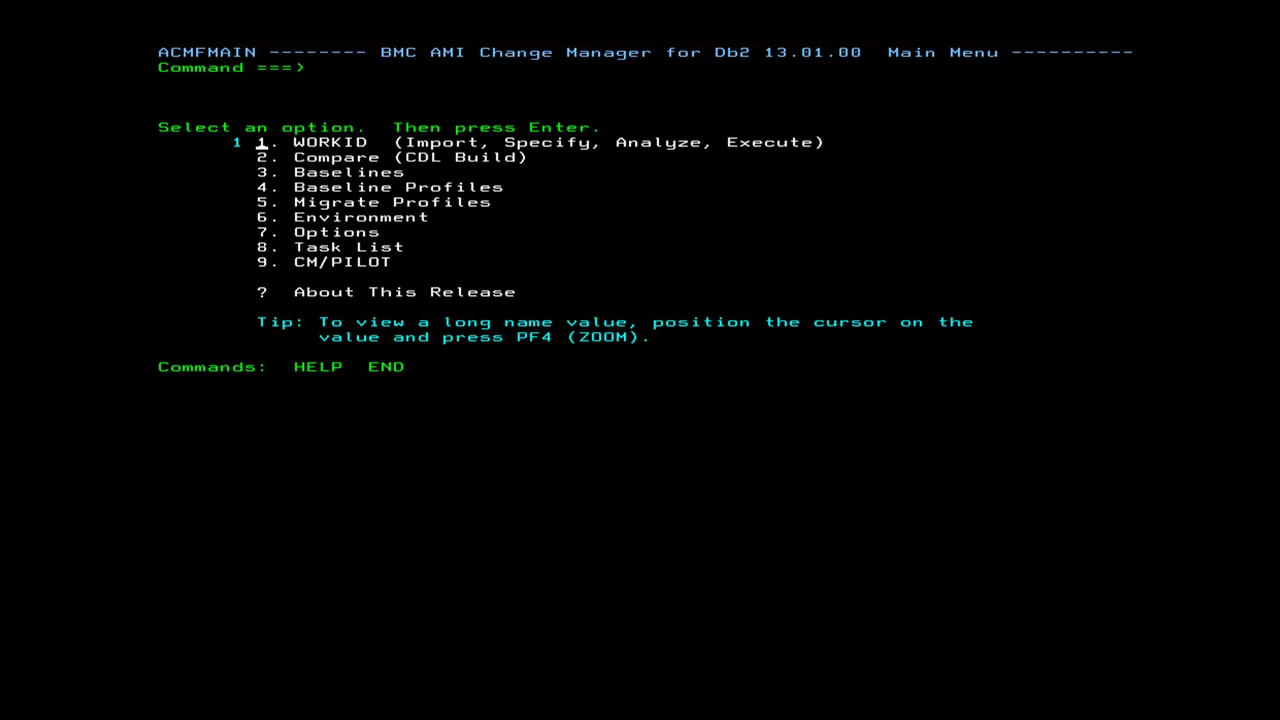 ACMFMAIN -------- BMC AMI Change Manager for Db2 13.01.00  Main Menu ----------
Command ===>
Select an option.  Then press Enter.
1 1. WORKID  (Import, Specify, Analyze, Execute)
2. Compare (CDL Build)
3. Baselines
4. Baseline Profiles
5. Migrate Profiles
6. Environment
7. Options
8. Task List
9. CM/PILOT
?  About This Release
Tip: To view a long name value, position the cursor on the
value and press PF4 (ZOOM).
Commands:  HELP  END